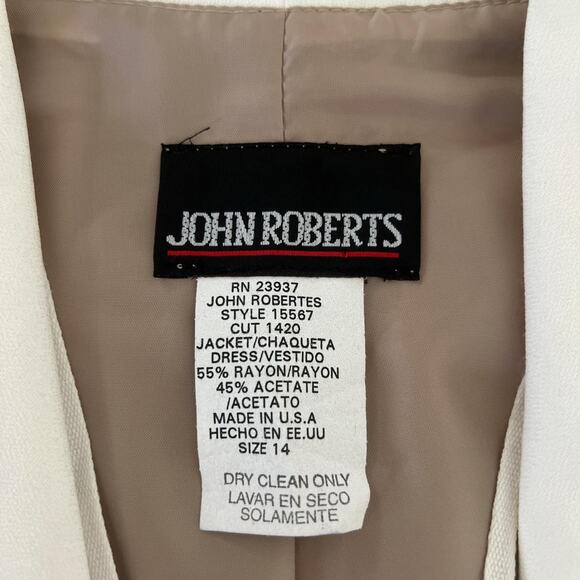 JOHN ROBERTS
RN 23937
JOHN ROBERTES
STYLE 15567
CUT 1420
JACKET/CHAQUETA
DRESS/VESTIDO
55% RAYON/RAYON
45% ACETATE
/ACETATO
MADE IN U.S.A
HECHO EN EE.UU
SIZE 14
DRY CLEAN ONLY
LAVAR EN SECO
SOLAMENTE